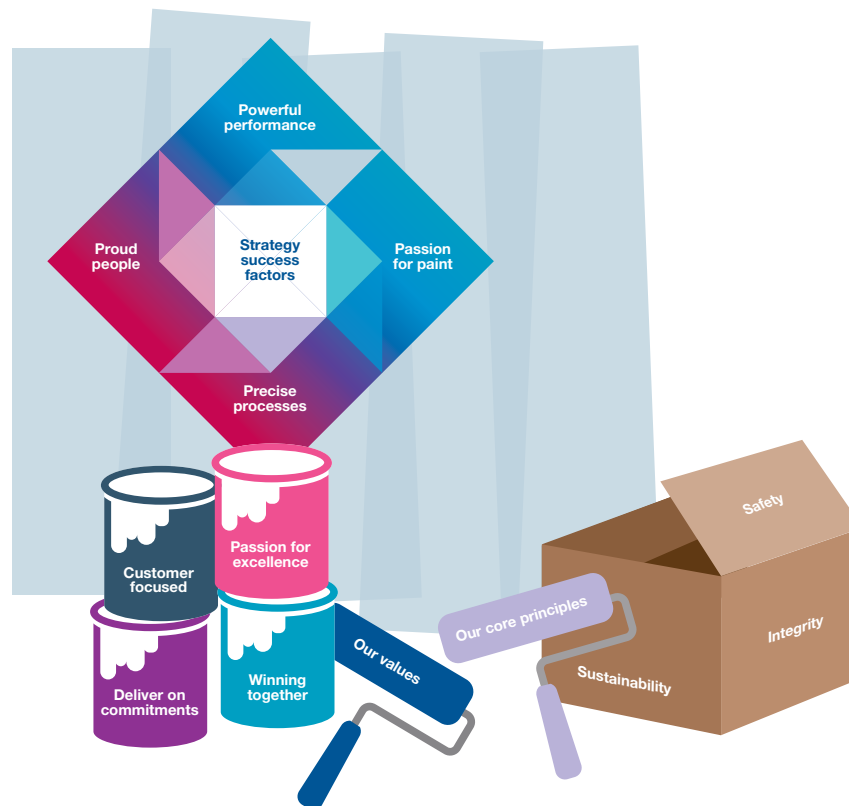 Powerful
performance
Proud
people
Strategy
success
factors
Passion
for paint
Precise
processes
Customer
focused
Passion for
excellence
Deliver on
commitments
Winning
together
Our values
Our core principles
Safety
Integrity
Sustainability